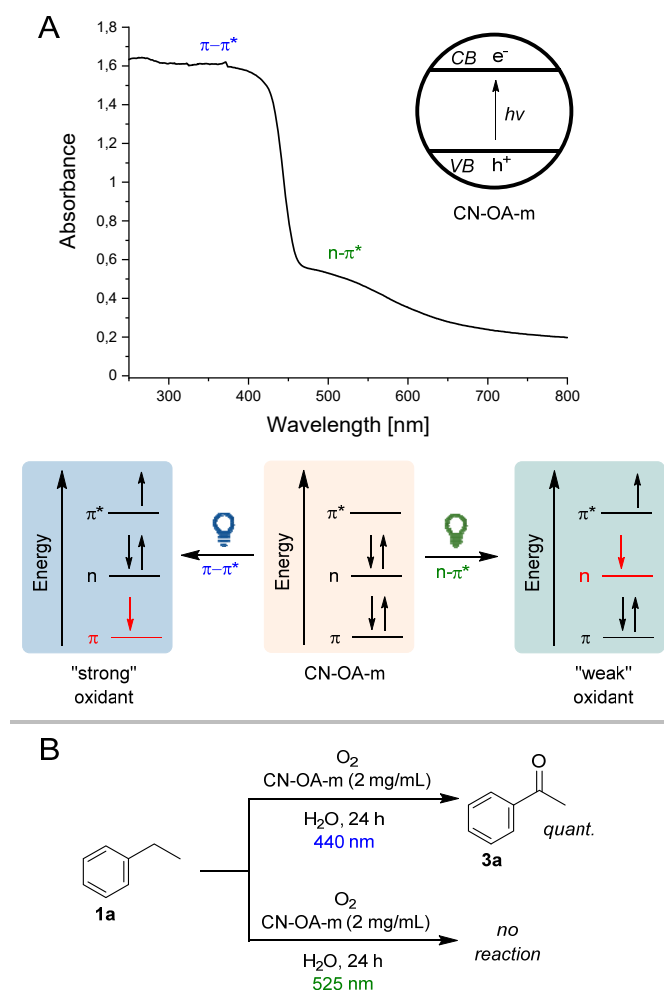 A
π–π*
n-π*
CB e⁻
hv
VB h⁺
CN-OA-m
Absorbance
1,8
1,6
1,4
1,2
1
0,8
0,6
0,4
0,2
0
300 400 500 600 700 800
Wavelength [nm]
Energy
π*
n
π
π–π*
Energy
π*
n
π
n-π*
Energy
π*
n
π
"strong"
oxidant
CN-OA-m
"weak"
oxidant
B
1a
O₂
CN-OA-m (2 mg/mL)
H₂O, 24 h
440 nm
O
quant.
3a
O₂
CN-OA-m (2 mg/mL)
H₂O, 24 h
525 nm
no
reaction